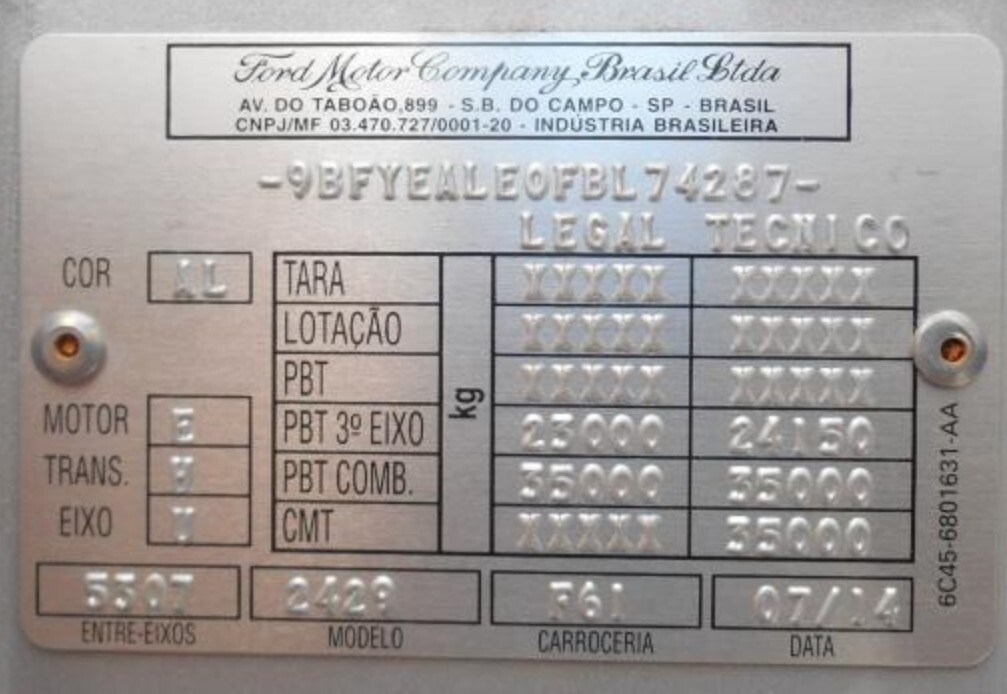 Ford Motor Company Brasil Ltda
AV. DO TABOÃO,899 - S.B. DO CAMPO - SP - BRASIL
CNPJ/MF 03.470.727/0001-20 - INDÚSTRIA BRASILEIRA
-9BFYEALE0FBL74287-
LEGAL TECNICO
COR AL
TARA XXXXX XXXXX
LOTAÇÃO XXXXX XXXXX
PBT XXXXX XXXXX
MOTOR E PBT 3º EIXO 23000 24150
TRANS. PBT COMB. 35000 35000
EIXO CMT XXXXX 35000
kg
5307 2429 F61 07/14
ENTRE-EIXOS MODELO CARROCERIA DATA
6C45-6801631-AA